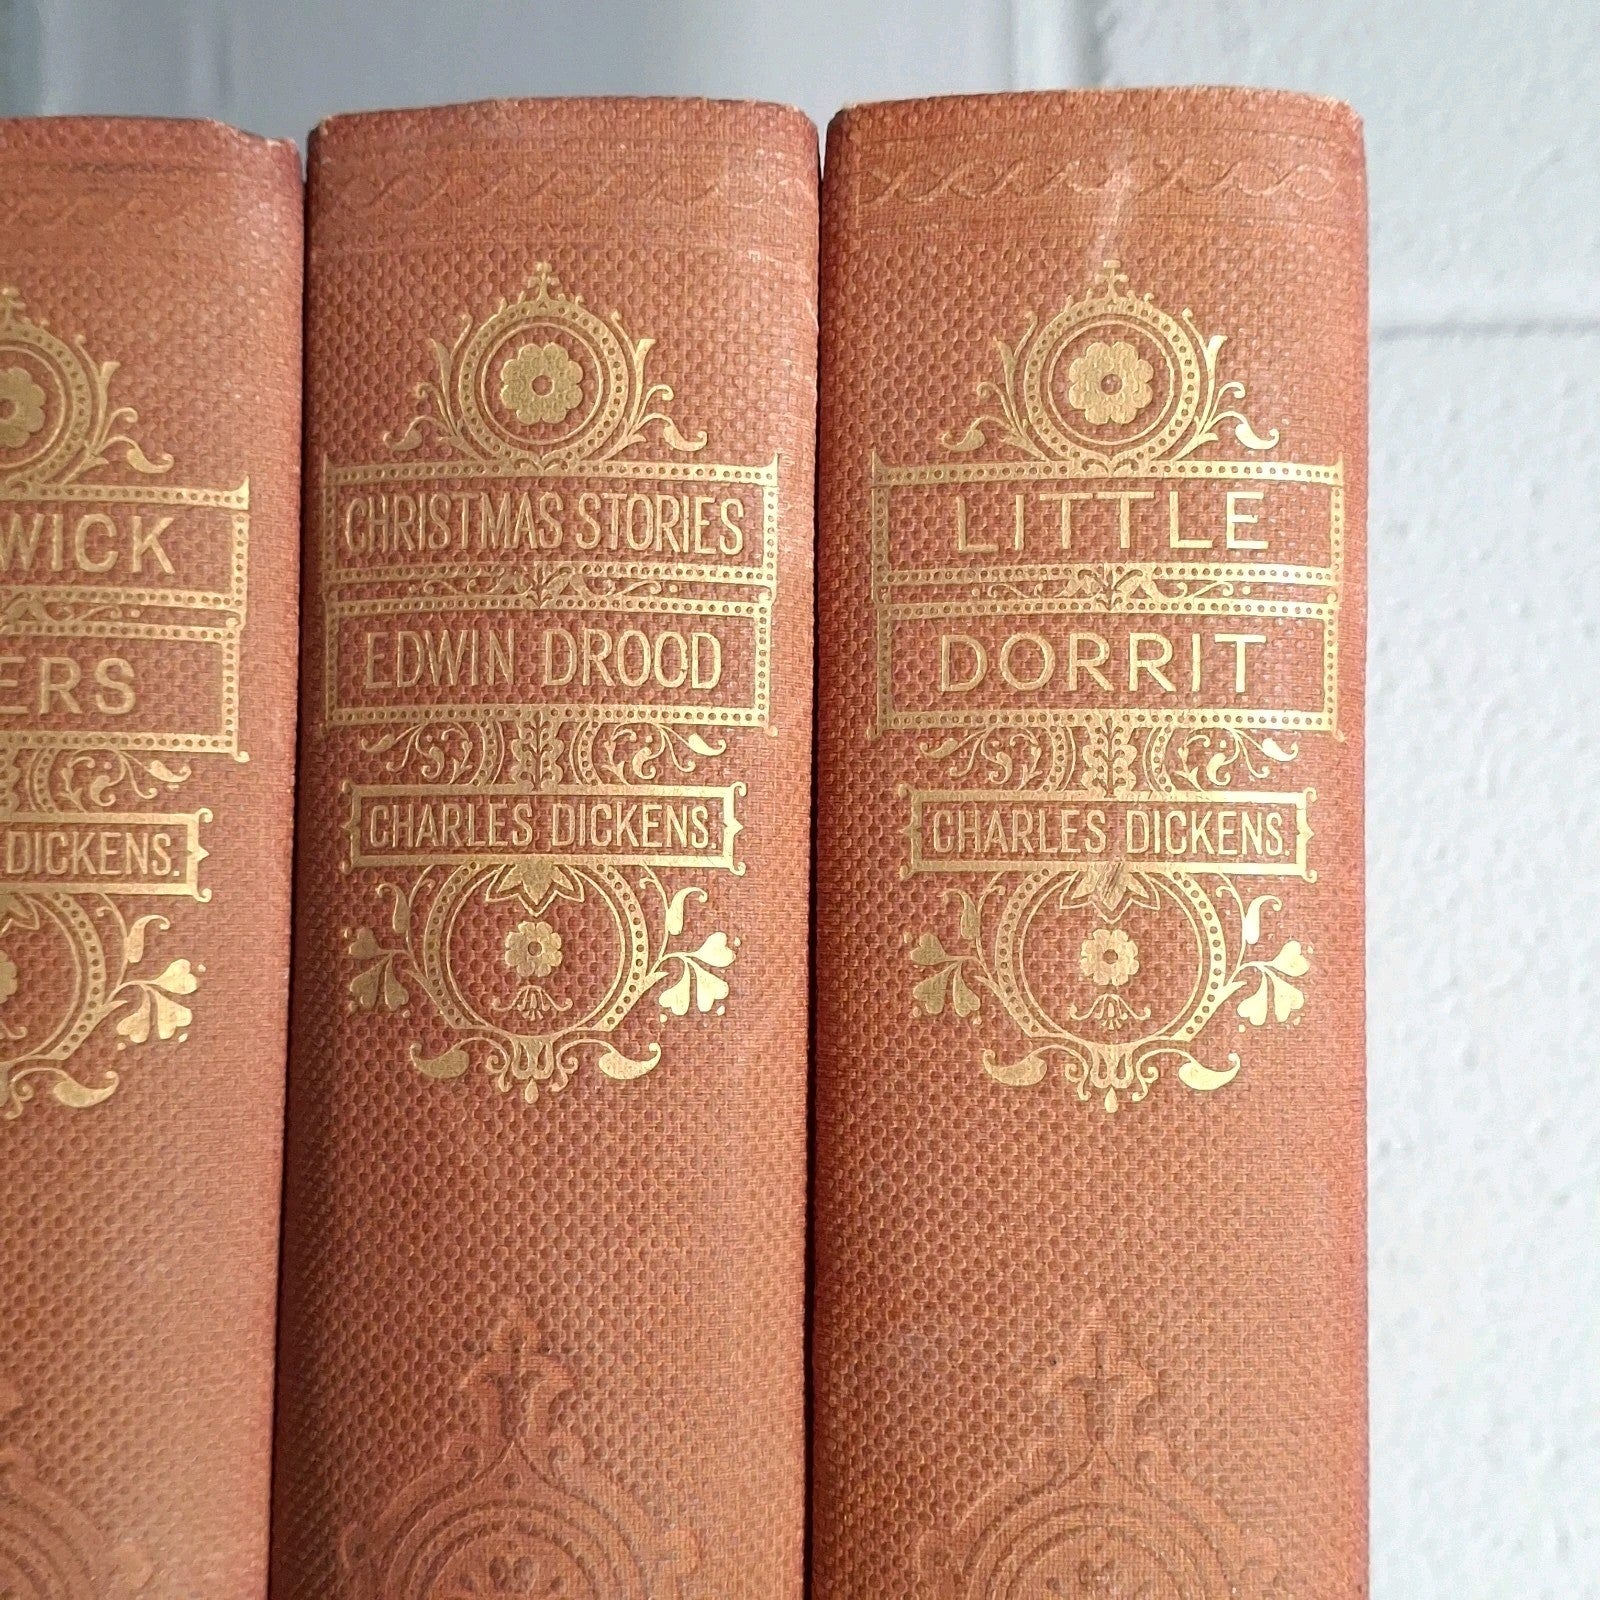 WICK
ERS
DICKENS.
CHRISTMAS STORIES
EDWIN DROOD
CHARLES DICKENS.
LITTLE
DORRIT
CHARLES DICKENS.